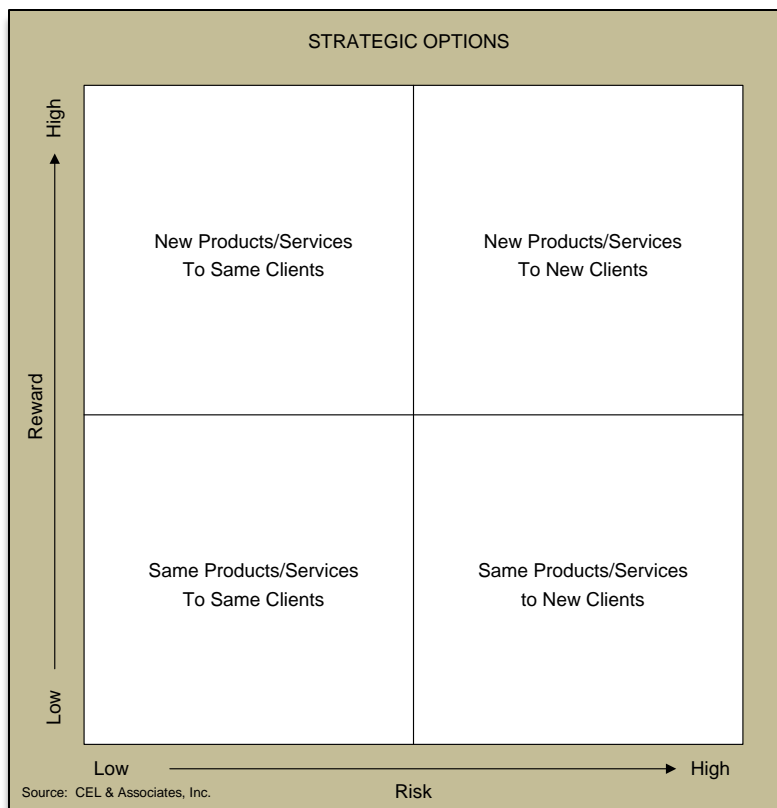 STRATEGIC OPTIONS
High
New Products/Services
To Same Clients
New Products/Services
To New Clients
Reward
Same Products/Services
To Same Clients
Same Products/Services
to New Clients
Low
Low
High
Source: CEL & Associates, Inc.
Risk